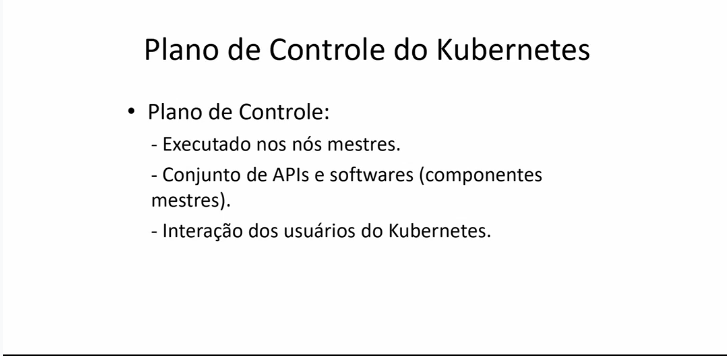 Plano de Controle do Kubernetes
• Plano de Controle:
- Executado nos nós mestres.
- Conjunto de APIs e softwares (componentes
mestres).
- Interação dos usuários do Kubernetes.